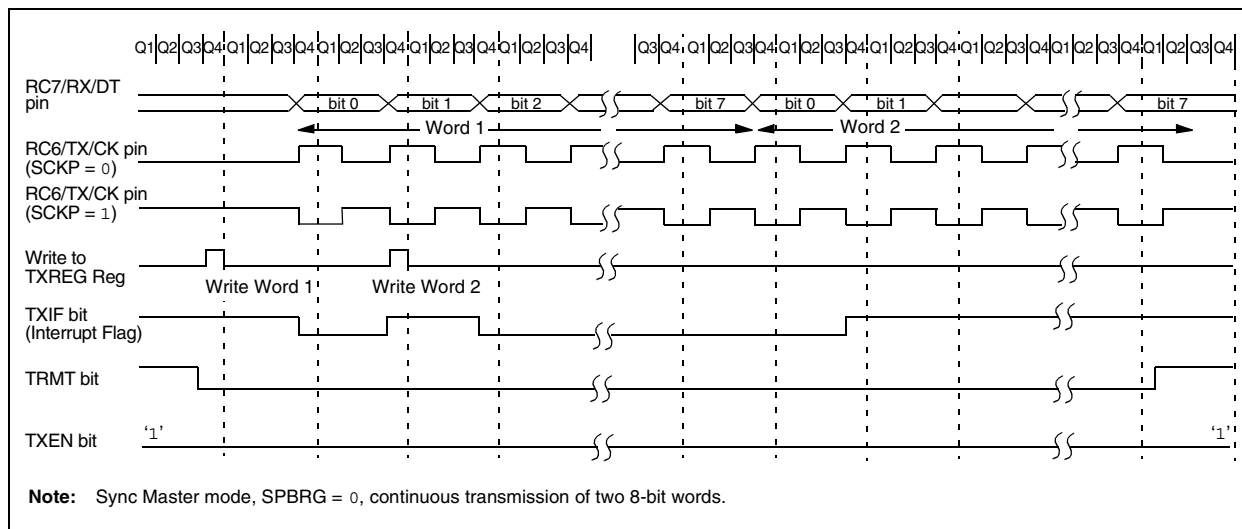 Q1 Q2 Q3 Q4 Q1 Q2 Q3 Q4 Q1 Q2 Q3 Q4 Q1 Q2 Q3 Q4 Q1 Q2 Q3 Q4 Q3 Q4 Q1 Q2 Q3 Q4 Q1 Q2 Q3 Q4 Q1 Q2 Q3 Q4 Q1 Q2 Q3 Q4 Q1 Q2 Q3 Q4 Q1 Q2 Q3 Q4
RC7/RX/DT
pin
bit 0 bit 1 bit 2 bit 7 bit 0 bit 1 bit 7
Word 1 Word 2
RC6/TX/CK pin
(SCKP = 0)
RC6/TX/CK pin
(SCKP = 1)
Write to
TXREG Reg
Write Word 1 Write Word 2
TXIF bit
(Interrupt Flag)
TRMT bit
TXEN bit
‘1’ ‘1’
Note: Sync Master mode, SPBRG = 0, continuous transmission of two 8-bit words.